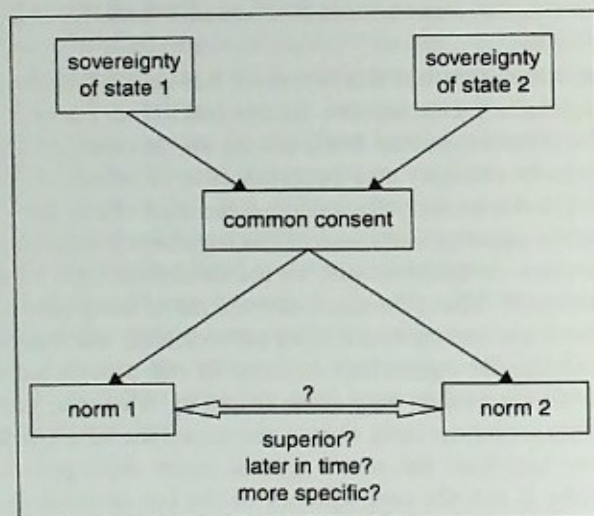 sovereignty
of state 1
sovereignty
of state 2
common consent
norm 1
?
norm 2
superior?
later in time?
more specific?